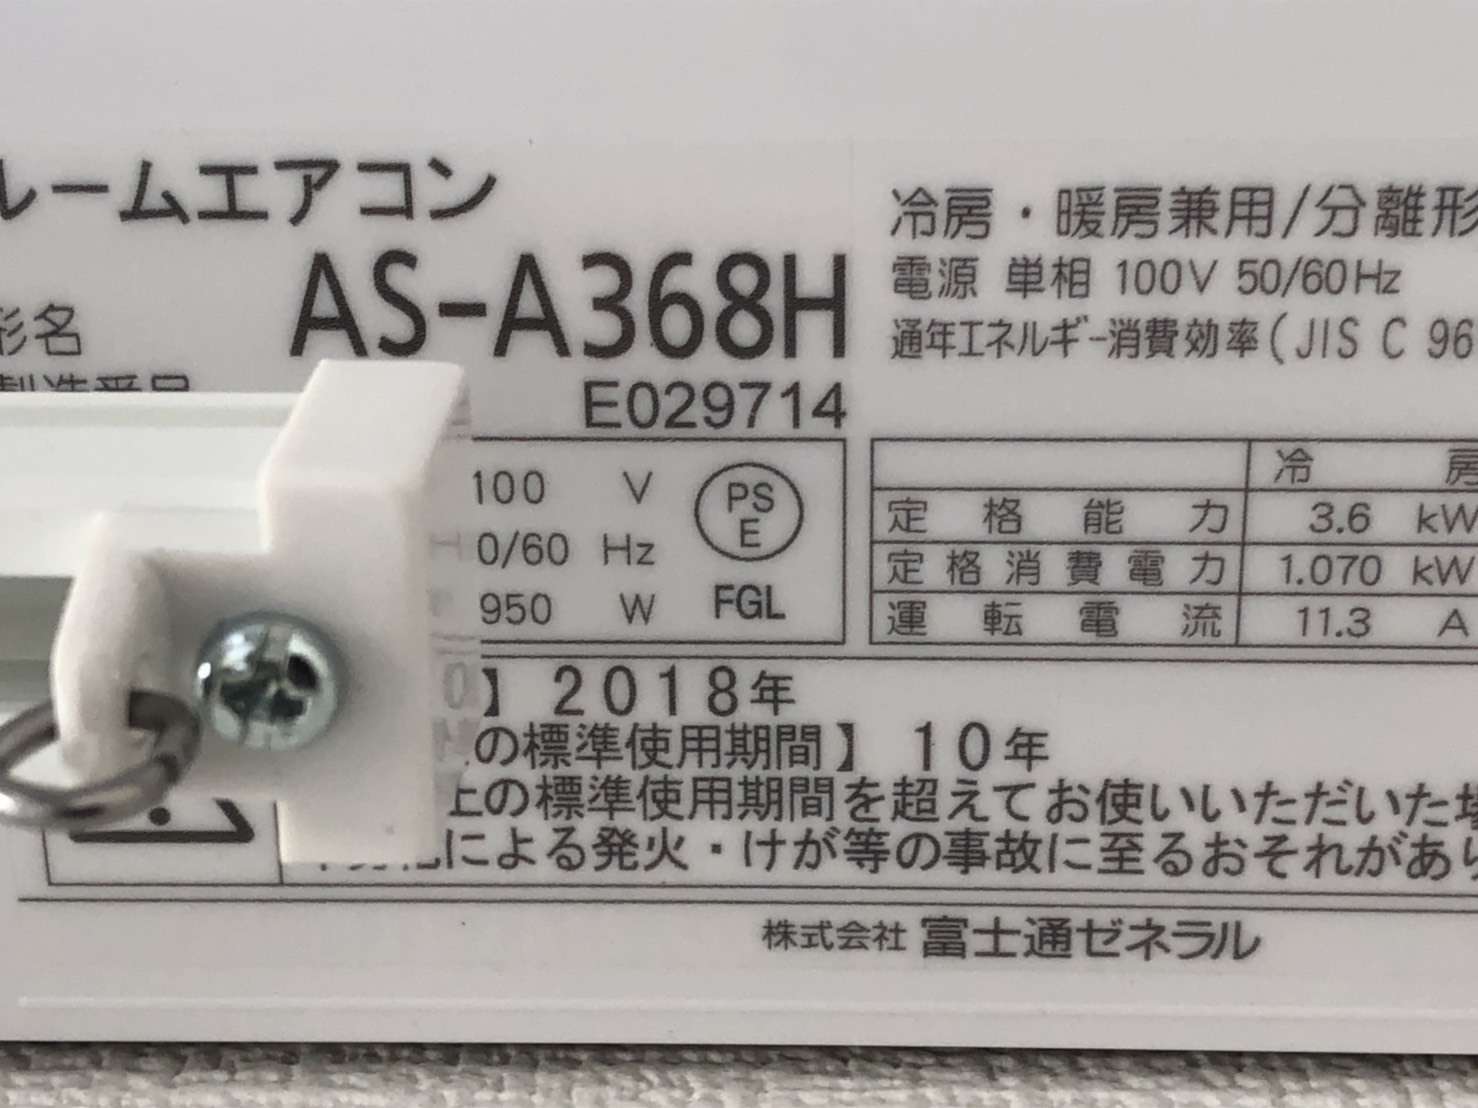 ルームエアコン
形名 AS-A368H
製造番号
E029714
冷房・暖房兼用/分離形
電源 単相 100V 50/60Hz
通年エネルギー消費効率(JIS C 96
100 V
0/60 Hz
950 W
PS
E
FGL
冷 房
定格能力 3.6 kW
定格消費電力 1.070 kW
運転電流 11.3 A
】 2018年
の標準使用期間】 10年
上の標準使用期間を超えてお使いいただいた場
による発火・けが等の事故に至るおそれがあり
株式会社 富士通ゼネラル